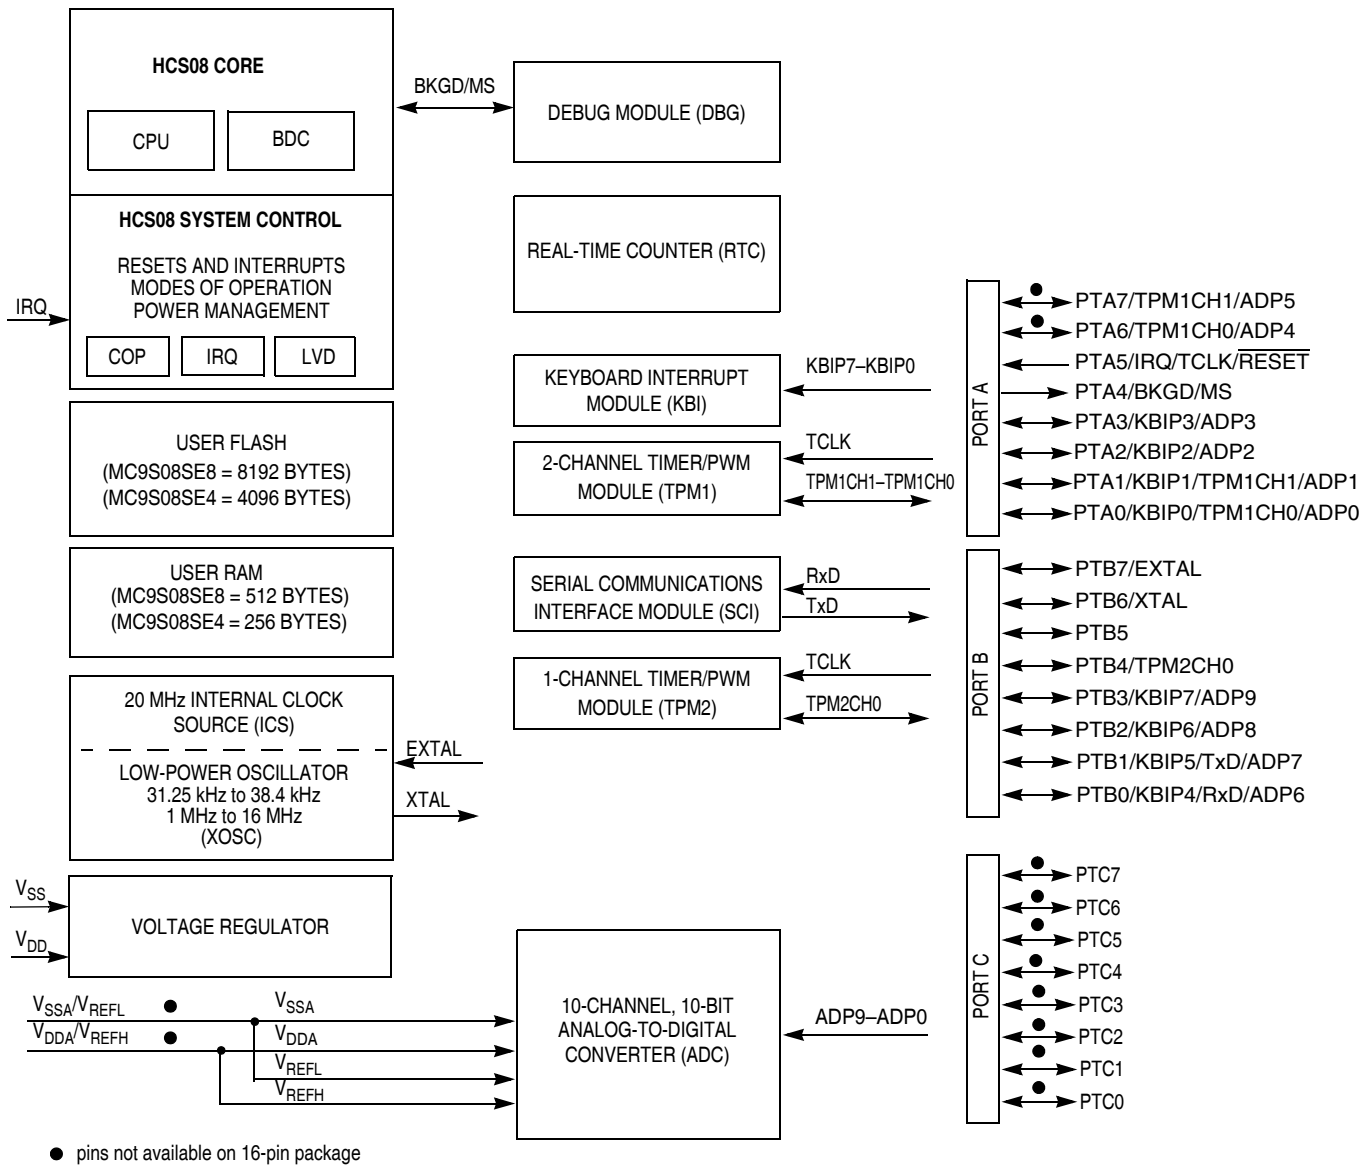 HCS08 CORE
CPU
BDC
HCS08 SYSTEM CONTROL
RESETS AND INTERRUPTS
MODES OF OPERATION
POWER MANAGEMENT
IRQ
COP
IRQ
LVD
USER FLASH
(MC9S08SE8 = 8192 BYTES)
(MC9S08SE4 = 4096 BYTES)
USER RAM
(MC9S08SE8 = 512 BYTES)
(MC9S08SE4 = 256 BYTES)
20 MHz INTERNAL CLOCK
SOURCE (ICS)
LOW-POWER OSCILLATOR
31.25 kHz to 38.4 kHz
1 MHz to 16 MHz
(XOSC)
EXTAL
XTAL
VSS
VDD
VOLTAGE REGULATOR
VSSA/VREFL
VDDA/VREFH
VSSA
VDDA
VREFL
VREFH
BKGD/MS
DEBUG MODULE (DBG)
REAL-TIME COUNTER (RTC)
KEYBOARD INTERRUPT
MODULE (KBI)
KBIP7–KBIP0
2-CHANNEL TIMER/PWM
MODULE (TPM1)
TCLK
TPM1CH1–TPM1CH0
SERIAL COMMUNICATIONS
INTERFACE MODULE (SCI)
RxD
TxD
1-CHANNEL TIMER/PWM
MODULE (TPM2)
TCLK
TPM2CH0
10-CHANNEL, 10-BIT
ANALOG-TO-DIGITAL
CONVERTER (ADC)
ADP9–ADP0
PORT A
PTA7/TPM1CH1/ADP5
PTA6/TPM1CH0/ADP4
PTA5/IRQ/TCLK/RESET
PTA4/BKGD/MS
PTA3/KBIP3/ADP3
PTA2/KBIP2/ADP2
PTA1/KBIP1/TPM1CH1/ADP1
PTA0/KBIP0/TPM1CH0/ADP0
PORT B
PTB7/EXTAL
PTB6/XTAL
PTB5
PTB4/TPM2CH0
PTB3/KBIP7/ADP9
PTB2/KBIP6/ADP8
PTB1/KBIP5/TxD/ADP7
PTB0/KBIP4/RxD/ADP6
PORT C
PTC7
PTC6
PTC5
PTC4
PTC3
PTC2
PTC1
PTC0
● pins not available on 16-pin package